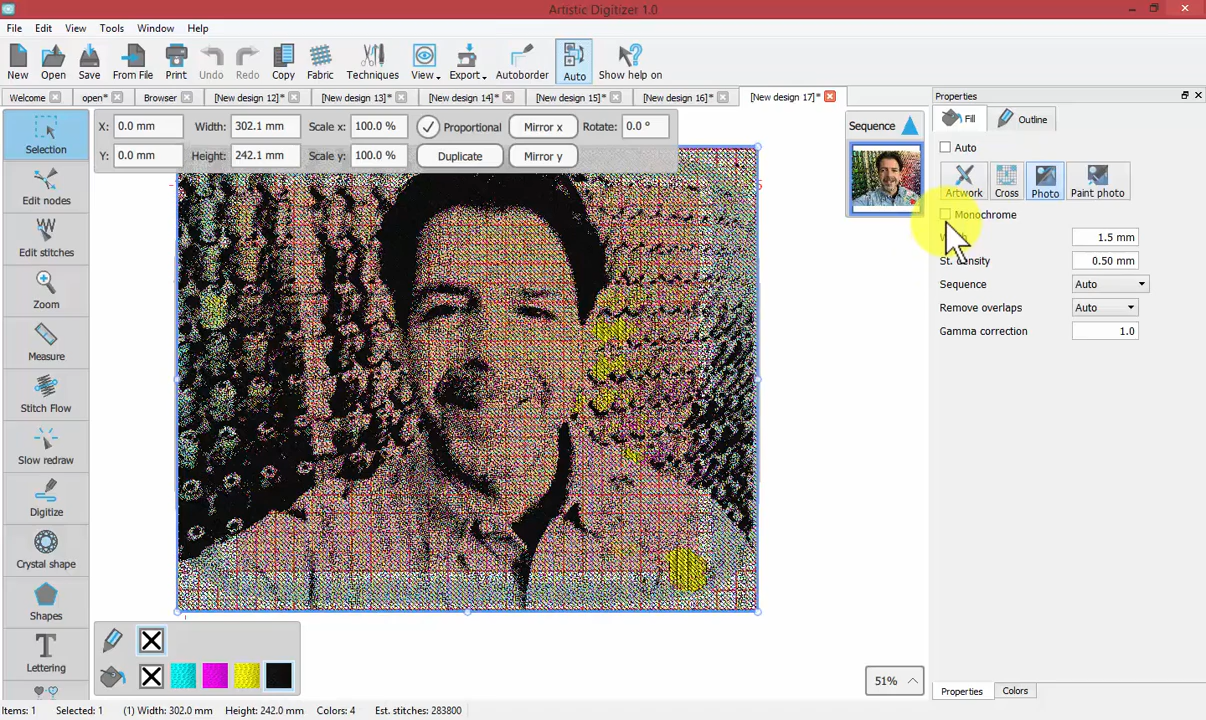 Artistic Digitizer 1.0
File Edit View Tools Window Help
New Open Save From File Print Undo Redo Copy Fabric Techniques View Export Autoborder Auto Show help on
Welcome open* Browser [New design 12]* [New design 13]* [New design 14]* [New design 15]* [New design 16]* [New design 17]*
Properties
X: 0.0 mm Width: 302.1 mm Scale x: 100.0 % Proportional Mirror x Rotate: 0.0 °
Y: 0.0 mm Height: 242.1 mm Scale y: 100.0 % Duplicate Mirror y
Sequence
Fill Outline
Auto
Artwork Cross Photo Paint photo
Monochrome
1.5 mm
St. density 0.50 mm
Sequence Auto
Remove overlaps Auto
Gamma correction 1.0
Selection
Edit nodes
Edit stitches
Zoom
Measure
Stitch Flow
Slow redraw
Digitize
Crystal shape
Shapes
Lettering
51%
Properties Colors
Items: 1 Selected: 1 (1) Width: 302.0 mm Height: 242.0 mm Colors: 4 Est. stitches: 283800